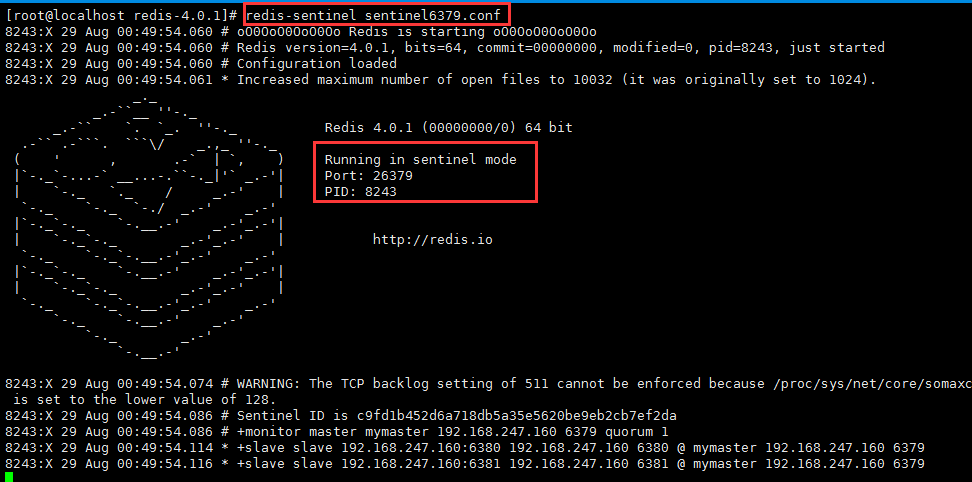 [root@localhost redis-4.0.1]# redis-sentinel sentinel6379.conf
8243:X 29 Aug 00:49:54.060 # oO0OoO0OoO0Oo Redis is starting oO0OoO0OoO0Oo
8243:X 29 Aug 00:49:54.060 # Redis version=4.0.1, bits=64, commit=00000000, modified=0, pid=8243, just started
8243:X 29 Aug 00:49:54.060 # Configuration loaded
8243:X 29 Aug 00:49:54.061 * Increased maximum number of open files to 10032 (it was originally set to 1024).
Redis 4.0.1 (00000000/0) 64 bit
Running in sentinel mode
Port: 26379
PID: 8243
http://redis.io
8243:X 29 Aug 00:49:54.074 # WARNING: The TCP backlog setting of 511 cannot be enforced because /proc/sys/net/core/somaxc
is set to the lower value of 128.
8243:X 29 Aug 00:49:54.086 # Sentinel ID is c9fd1b452d6a718db5a35e5620be9eb2cb7ef2da
8243:X 29 Aug 00:49:54.086 # +monitor master mymaster 192.168.247.160 6379 quorum 1
8243:X 29 Aug 00:49:54.114 * +slave slave 192.168.247.160:6380 192.168.247.160 6380 @ mymaster 192.168.247.160 6379
8243:X 29 Aug 00:49:54.116 * +slave slave 192.168.247.160:6381 192.168.247.160 6381 @ mymaster 192.168.247.160 6379